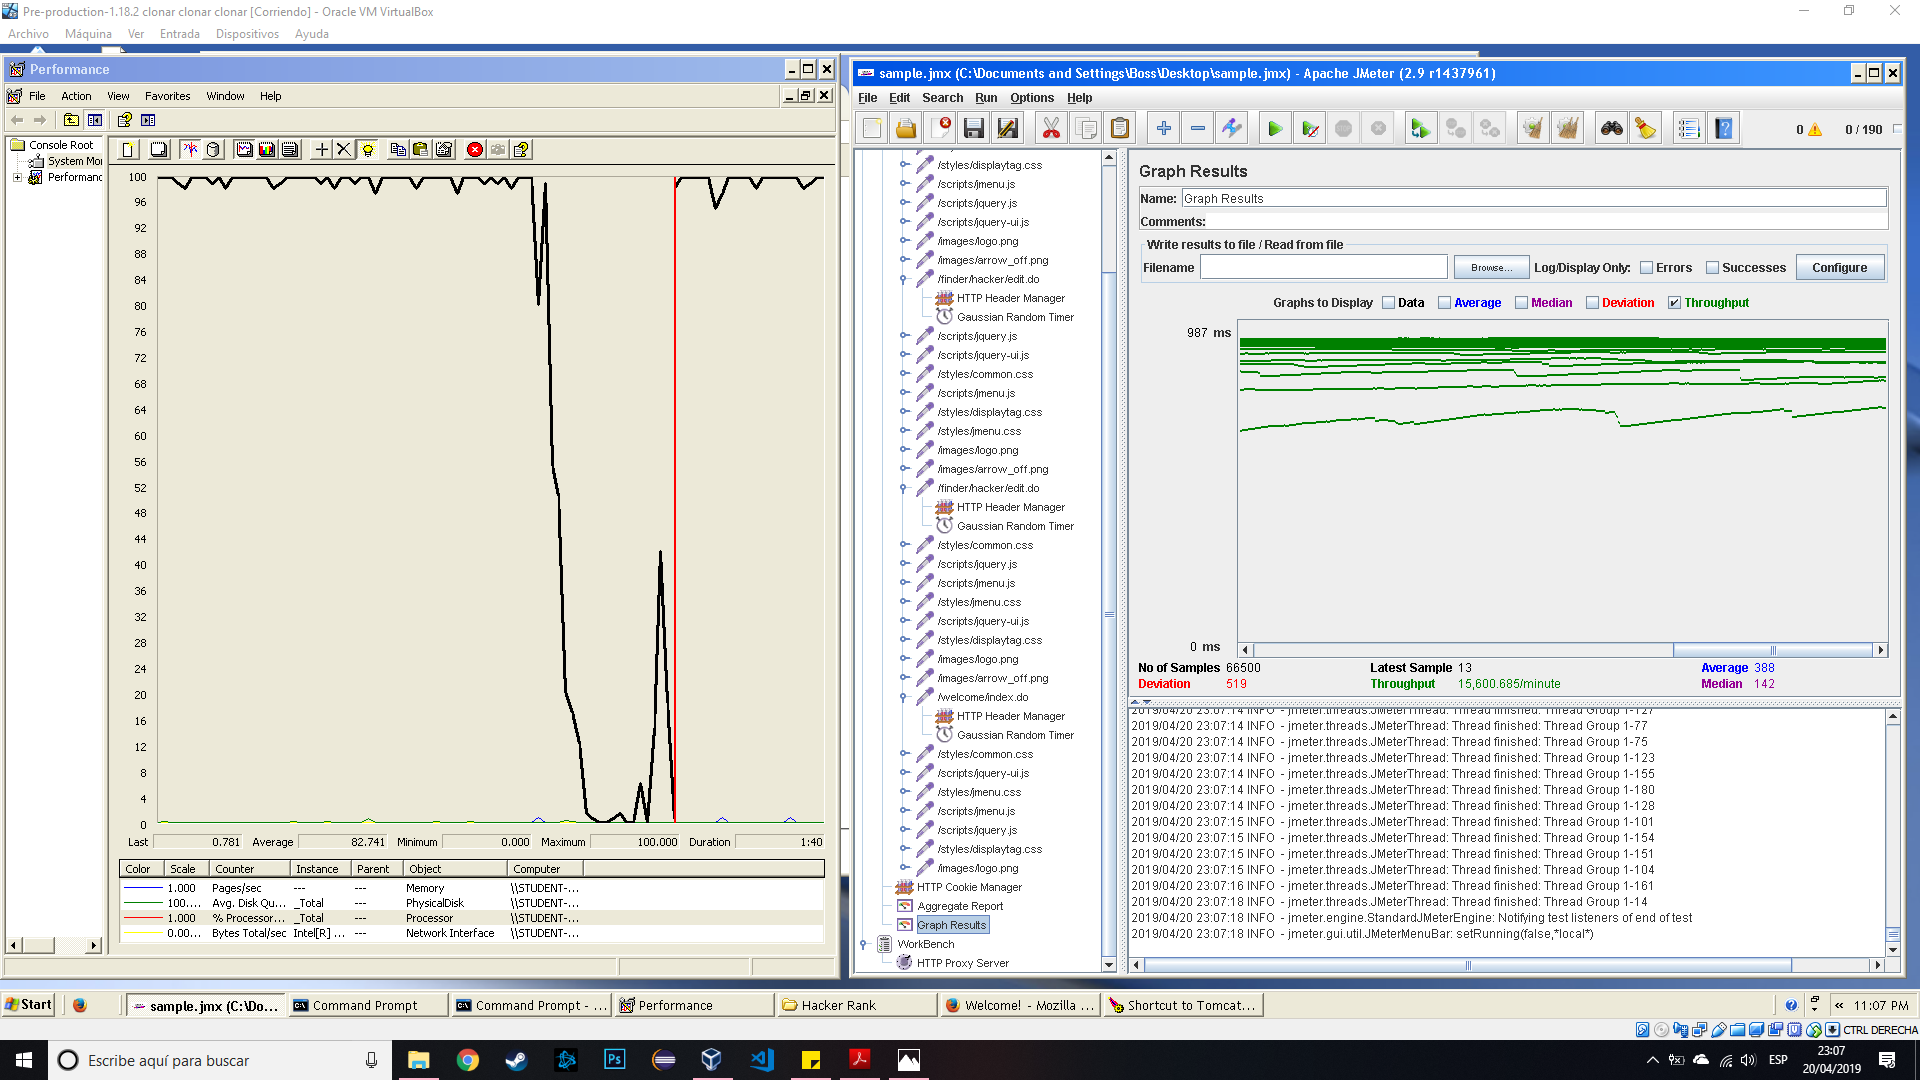 Pre-production-1.18.2 clonar clonar clonar [Corriendo] - Oracle VM VirtualBox
Archivo Máquina Ver Entrada Dispositivos Ayuda
Performance
File Action View Favorites Window Help
Console Root
System Mo
Performanc
100
96
92
88
84
80
76
72
68
64
60
56
52
48
44
40
36
32
28
24
20
16
12
8
4
0
Last 0.781 Average 82.741 Minimum 0.000 Maximum 100.000 Duration 1:40
Color Scale Counter Instance Parent Object Computer
1.000 Pages/sec --- --- Memory \\STUDENT-...
100.... Avg. Disk Qu... _Total --- PhysicalDisk \\STUDENT-...
1.000 % Processor... _Total --- Processor \\STUDENT-...
0.00... Bytes Total/sec Intel[R] ... --- Network Interface \\STUDENT-...
sample.jmx (C:\Documents and Settings\Boss\Desktop\sample.jmx) - Apache JMeter (2.9 r1437961)
File Edit Search Run Options Help
0 0 / 190
/styles/displaytag.css
/scripts/jmenu.js
/scripts/jquery.js
/scripts/jquery-ui.js
/images/logo.png
/images/arrow_off.png
/finder/hacker/edit.do
HTTP Header Manager
Gaussian Random Timer
/scripts/jquery.js
/scripts/jquery-ui.js
/styles/common.css
/scripts/jmenu.js
/styles/displaytag.css
/styles/jmenu.css
/images/logo.png
/images/arrow_off.png
/finder/hacker/edit.do
HTTP Header Manager
Gaussian Random Timer
/styles/common.css
/scripts/jquery.js
/scripts/jmenu.js
/styles/jmenu.css
/scripts/jquery-ui.js
/styles/displaytag.css
/images/logo.png
/images/arrow_off.png
/welcome/index.do
HTTP Header Manager
Gaussian Random Timer
/styles/common.css
/scripts/jquery-ui.js
/styles/jmenu.css
/scripts/jmenu.js
/scripts/jquery.js
/styles/displaytag.css
/images/logo.png
HTTP Cookie Manager
Aggregate Report
Graph Results
WorkBench
HTTP Proxy Server
Graph Results
Name: Graph Results
Comments:
Write results to file / Read from file
Filename Browse... Log/Display Only: Errors Successes Configure
Graphs to Display Data Average Median Deviation Throughput
987 ms
0 ms
No of Samples 66500 Latest Sample 13 Average 388
Deviation 519 Throughput 15,600.685/minute Median 142
2019/04/20 23:07:14 INFO - jmeter.threads.JMeterThread: Thread finished: Thread Group 1-127
2019/04/20 23:07:14 INFO - jmeter.threads.JMeterThread: Thread finished: Thread Group 1-77
2019/04/20 23:07:14 INFO - jmeter.threads.JMeterThread: Thread finished: Thread Group 1-75
2019/04/20 23:07:14 INFO - jmeter.threads.JMeterThread: Thread finished: Thread Group 1-123
2019/04/20 23:07:14 INFO - jmeter.threads.JMeterThread: Thread finished: Thread Group 1-155
2019/04/20 23:07:14 INFO - jmeter.threads.JMeterThread: Thread finished: Thread Group 1-180
2019/04/20 23:07:14 INFO - jmeter.threads.JMeterThread: Thread finished: Thread Group 1-128
2019/04/20 23:07:15 INFO - jmeter.threads.JMeterThread: Thread finished: Thread Group 1-101
2019/04/20 23:07:15 INFO - jmeter.threads.JMeterThread: Thread finished: Thread Group 1-154
2019/04/20 23:07:15 INFO - jmeter.threads.JMeterThread: Thread finished: Thread Group 1-151
2019/04/20 23:07:15 INFO - jmeter.threads.JMeterThread: Thread finished: Thread Group 1-104
2019/04/20 23:07:16 INFO - jmeter.threads.JMeterThread: Thread finished: Thread Group 1-161
2019/04/20 23:07:18 INFO - jmeter.threads.JMeterThread: Thread finished: Thread Group 1-14
2019/04/20 23:07:18 INFO - jmeter.engine.StandardJMeterEngine: Notifying test listeners of end of test
2019/04/20 23:07:18 INFO - jmeter.gui.util.JMeterMenuBar: setRunning(false,*local*)
Start sample.jmx (C:\Do... Command Prompt Command Prompt - ... Performance Hacker Rank Welcome! - Mozilla ... Shortcut to Tomcat... « 11:07 PM
CTRL DERECHA
Escribe aquí para buscar ESP 23:07
20/04/2019